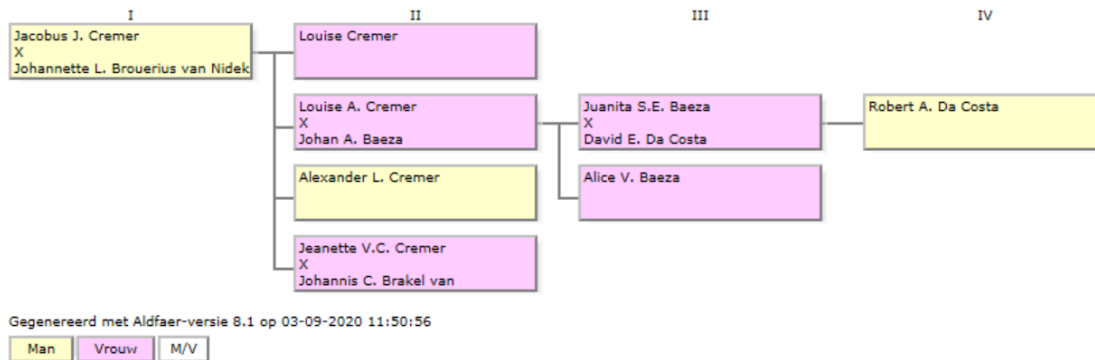 I II III IV
Jacobus J. Cremer
X
Johannette L. Brouerius van Nidek
Louise Cremer
Louise A. Cremer
X
Johan A. Baeza
Alexander L. Cremer
Jeanette V.C. Cremer
X
Johannis C. Brakel van
Juanita S.E. Baeza
X
David E. Da Costa
Alice V. Baeza
Robert A. Da Costa
Gegenereerd met Aldfaer-versie 8.1 op 03-09-2020 11:50:56
Man Vrouw M/V